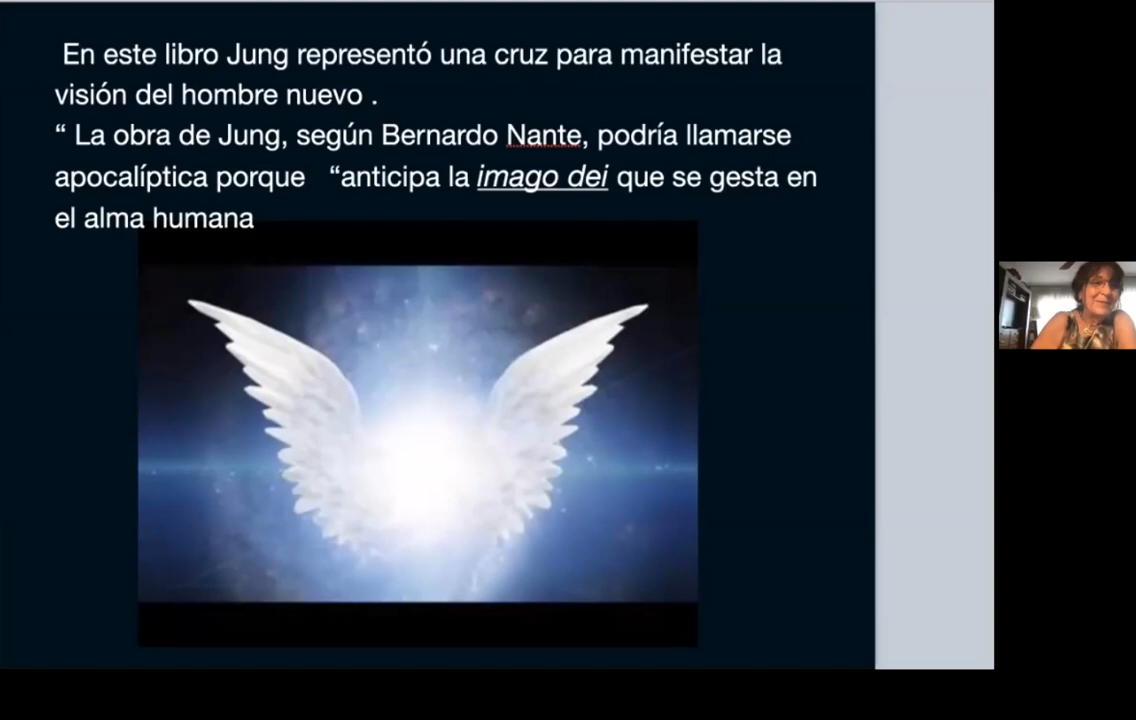 En este libro Jung representó una cruz para manifestar la
visión del hombre nuevo .
“ La obra de Jung, según Bernardo Nante, podría llamarse
apocalíptica porque “anticipa la imago dei que se gesta en
el alma humana